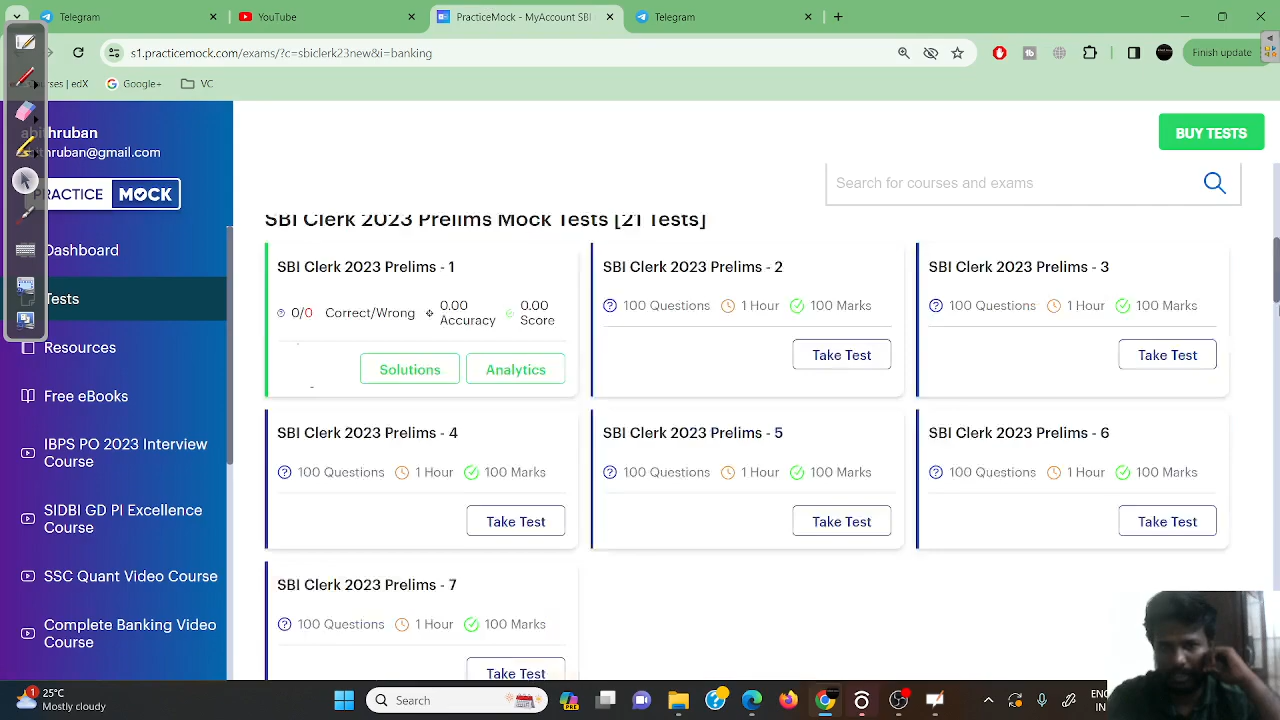 Telegram
YouTube
PracticeMock - MyAccount SBI
Telegram
s1.practicemock.com/exams/?c=sbiclerk23new&i=banking
Finish update
urses | edX
Google+
VC
BUY TESTS
@gmail.com
PRACTICE MOCK
Search for courses and exams
Dashboard
Tests
Resources
Free eBooks
IBPS PO 2023 Interview
Course
SIDBI GD PI Excellence
Course
SSC Quant Video Course
Complete Banking Video
Course
SBI Clerk 2023 Prelims Mock Tests [21 Tests]
SBI Clerk 2023 Prelims - 1
0/0 Correct/Wrong 0.00 Accuracy 0.00 Score
Solutions Analytics
SBI Clerk 2023 Prelims - 2
100 Questions 1 Hour 100 Marks
Take Test
SBI Clerk 2023 Prelims - 3
100 Questions 1 Hour 100 Marks
Take Test
SBI Clerk 2023 Prelims - 4
100 Questions 1 Hour 100 Marks
Take Test
SBI Clerk 2023 Prelims - 5
100 Questions 1 Hour 100 Marks
Take Test
SBI Clerk 2023 Prelims - 6
100 Questions 1 Hour 100 Marks
Take Test
SBI Clerk 2023 Prelims - 7
100 Questions 1 Hour 100 Marks
Take Test
25°C
Mostly cloudy
Search
ENG
IN